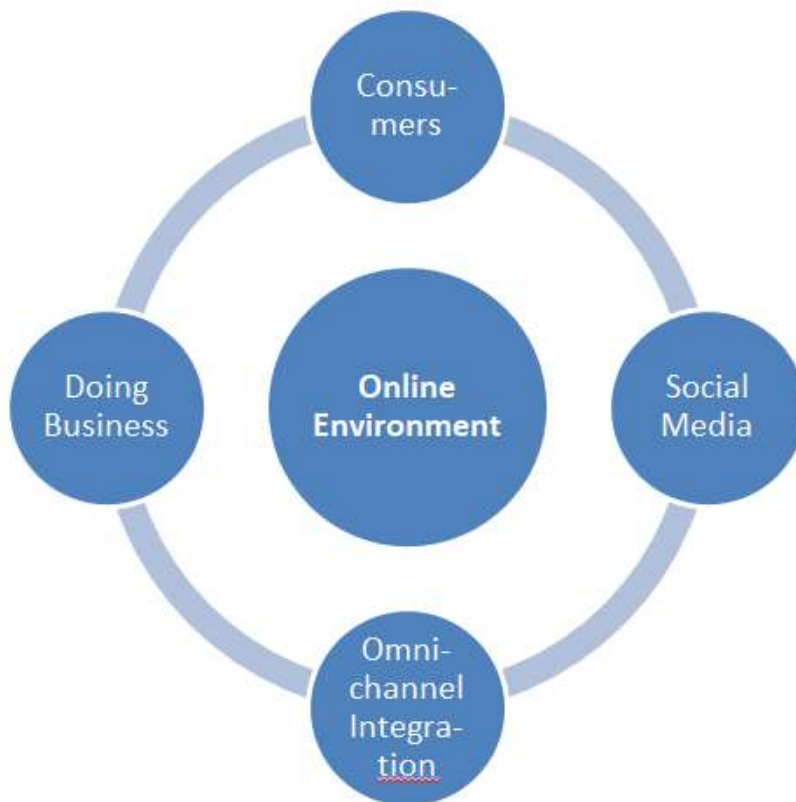 Consu-
mers
Doing
Business
Online
Environment
Social
Media
Omni-
channel
Integra-
tion